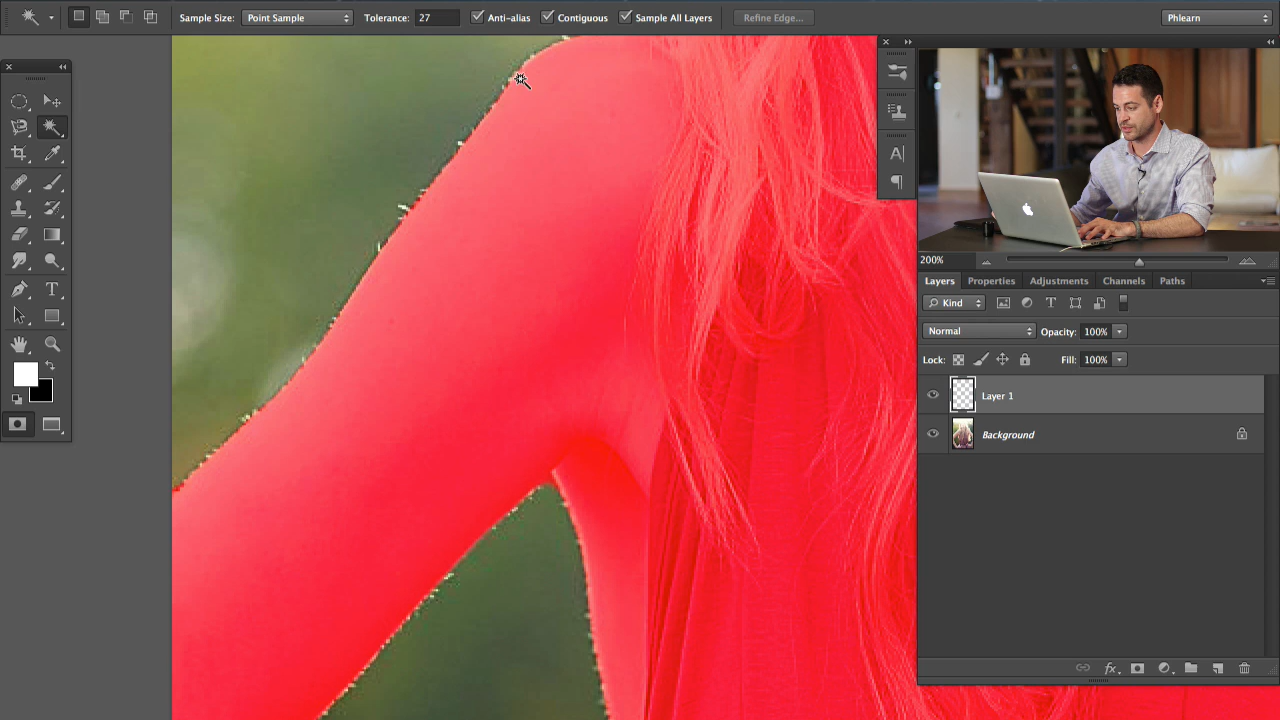 Sample Size: Point Sample Tolerance: 27 Anti-alias Contiguous Sample All Layers Refine Edge... Phlearn
200%
Layers Properties Adjustments Channels Paths
Kind
Normal Opacity: 100%
Lock: Fill: 100%
Layer 1
Background